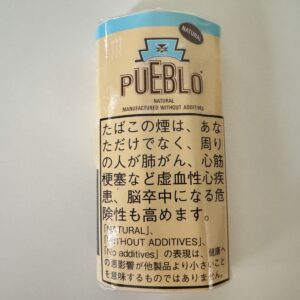 NATURAL
PUEBLO
NATURAL
MANUFACTURED WITHOUT ADDITIVES
たばこの煙は、あな
ただけでなく、周り
の人が肺がん、心筋
梗塞など虚血性心疾
患、脳卒中になる危
険性も高めます。
「NATURAL」、
「WITHOUT ADDITIVES」、
「No additives」の表現は、健康へ
の悪影響が他製品より小さいこと
を意味するものではありません。